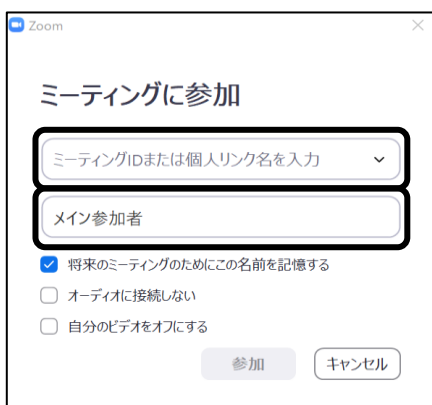 Zoom
ミーティングに参加
ミーティングIDまたは個人リンク名を入力
メイン参加者
将来のミーティングのためにこの名前を記憶する
オーディオに接続しない
自分のビデオをオフにする
参加 キャンセル